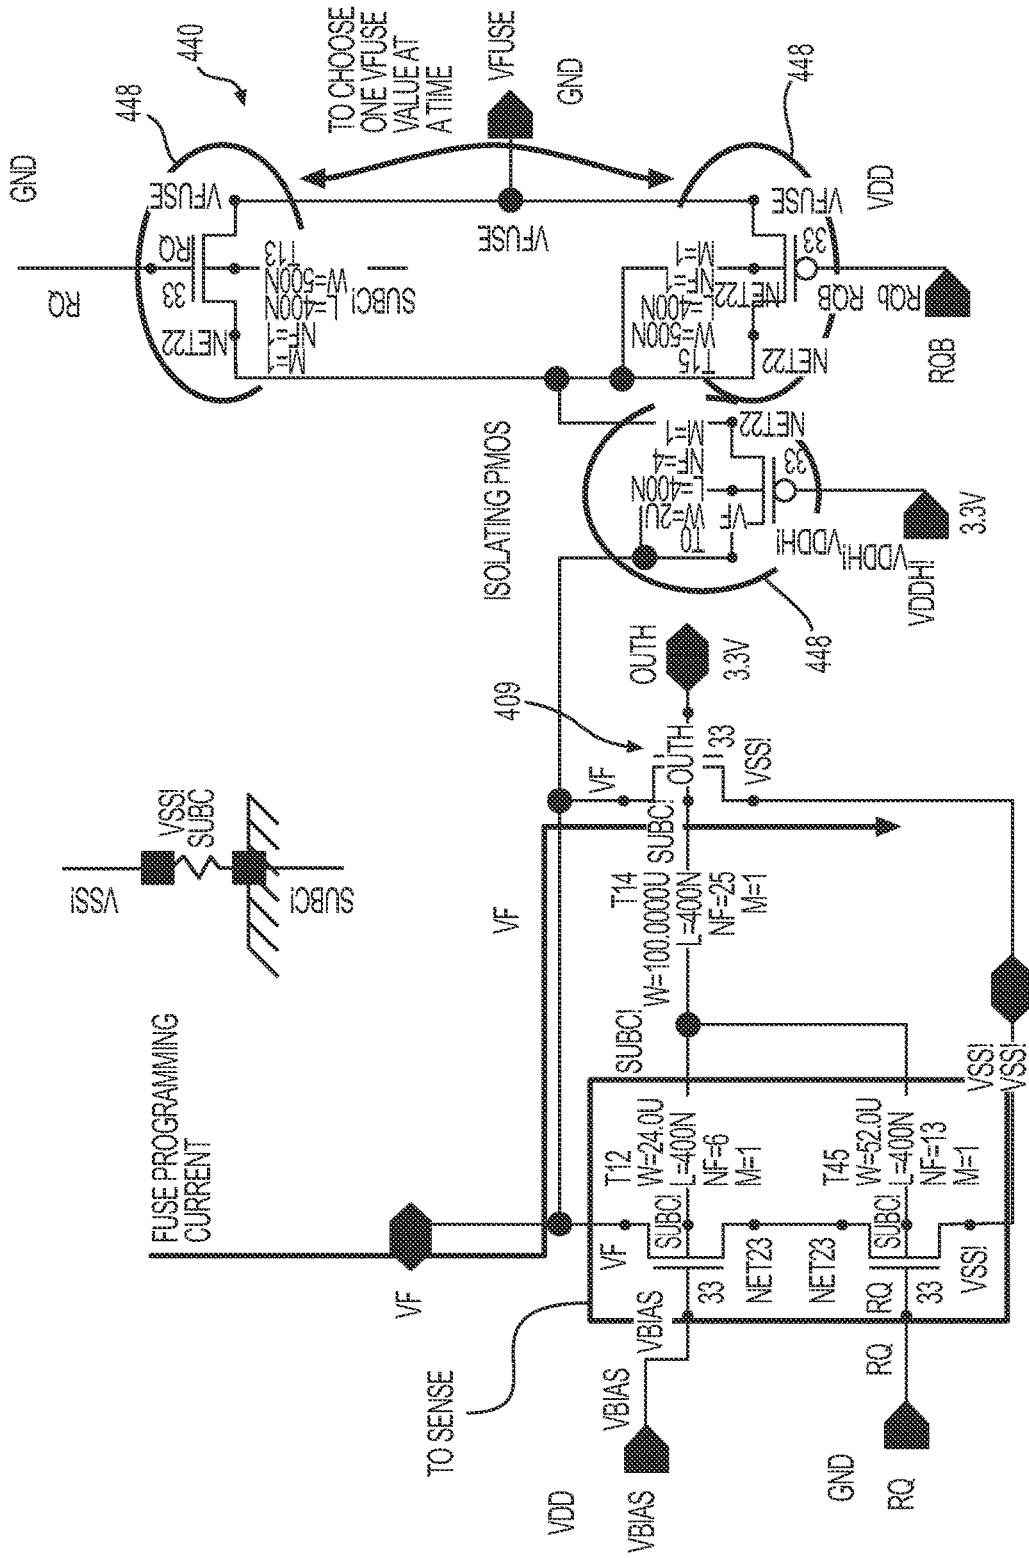 FUSE PROGRAMMING
CURRENT
VF
TO SENSE
VDD
VBIAS
VBIAS
VBIAS
GND
RQ
RQ
RQ
33
VF
SUBC!
T12
W=24.0U
L=400N
NF=6
M=1
NET23
NET23
33
SUBC!
T45
W=52.0U
L=400N
NF=13
M=1
VSS!
VSS!
VSS!
SUBC!
VSS!
VSS!
SUBC
SUBC!
VF
T14
W=100.0000U
L=400N
NF=25
M=1
SUBC!
VF
OUTH
33
VSS!
409
OUTH
3.3V
ISOLATING PMOS
T0
W=2U
L=400N
NF=4
M=1
VF
NET22
33
VDDH!
VDDH!
VDDH!
3.3V
448
GND
RQ
RQ
33
NET22
VFUSE
T13
W=500N
L=400N
NF=1
M=1
SUBC!
448
440
TO CHOOSE
ONE VFUSE
VALUE AT
A TIME
VFUSE
VFUSE
GND
T15
W=500N
L=400N
NF=1
M=1
NET22
NET22
VFUSE
33
RQB
RQB
RQb
RQB
VDD
448